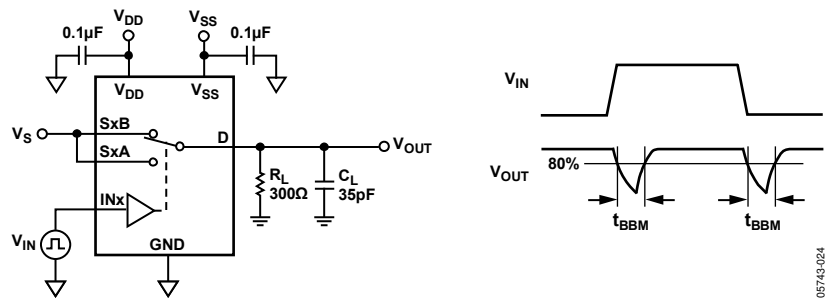 VDD
VSS
0.1µF
0.1µF
VDD
VSS
VS
SxB
D
VOUT
SxA
RL
300Ω
CL
35pF
INx
VIN
GND
VIN
VOUT
80%
tBBM
tBBM
05743-024